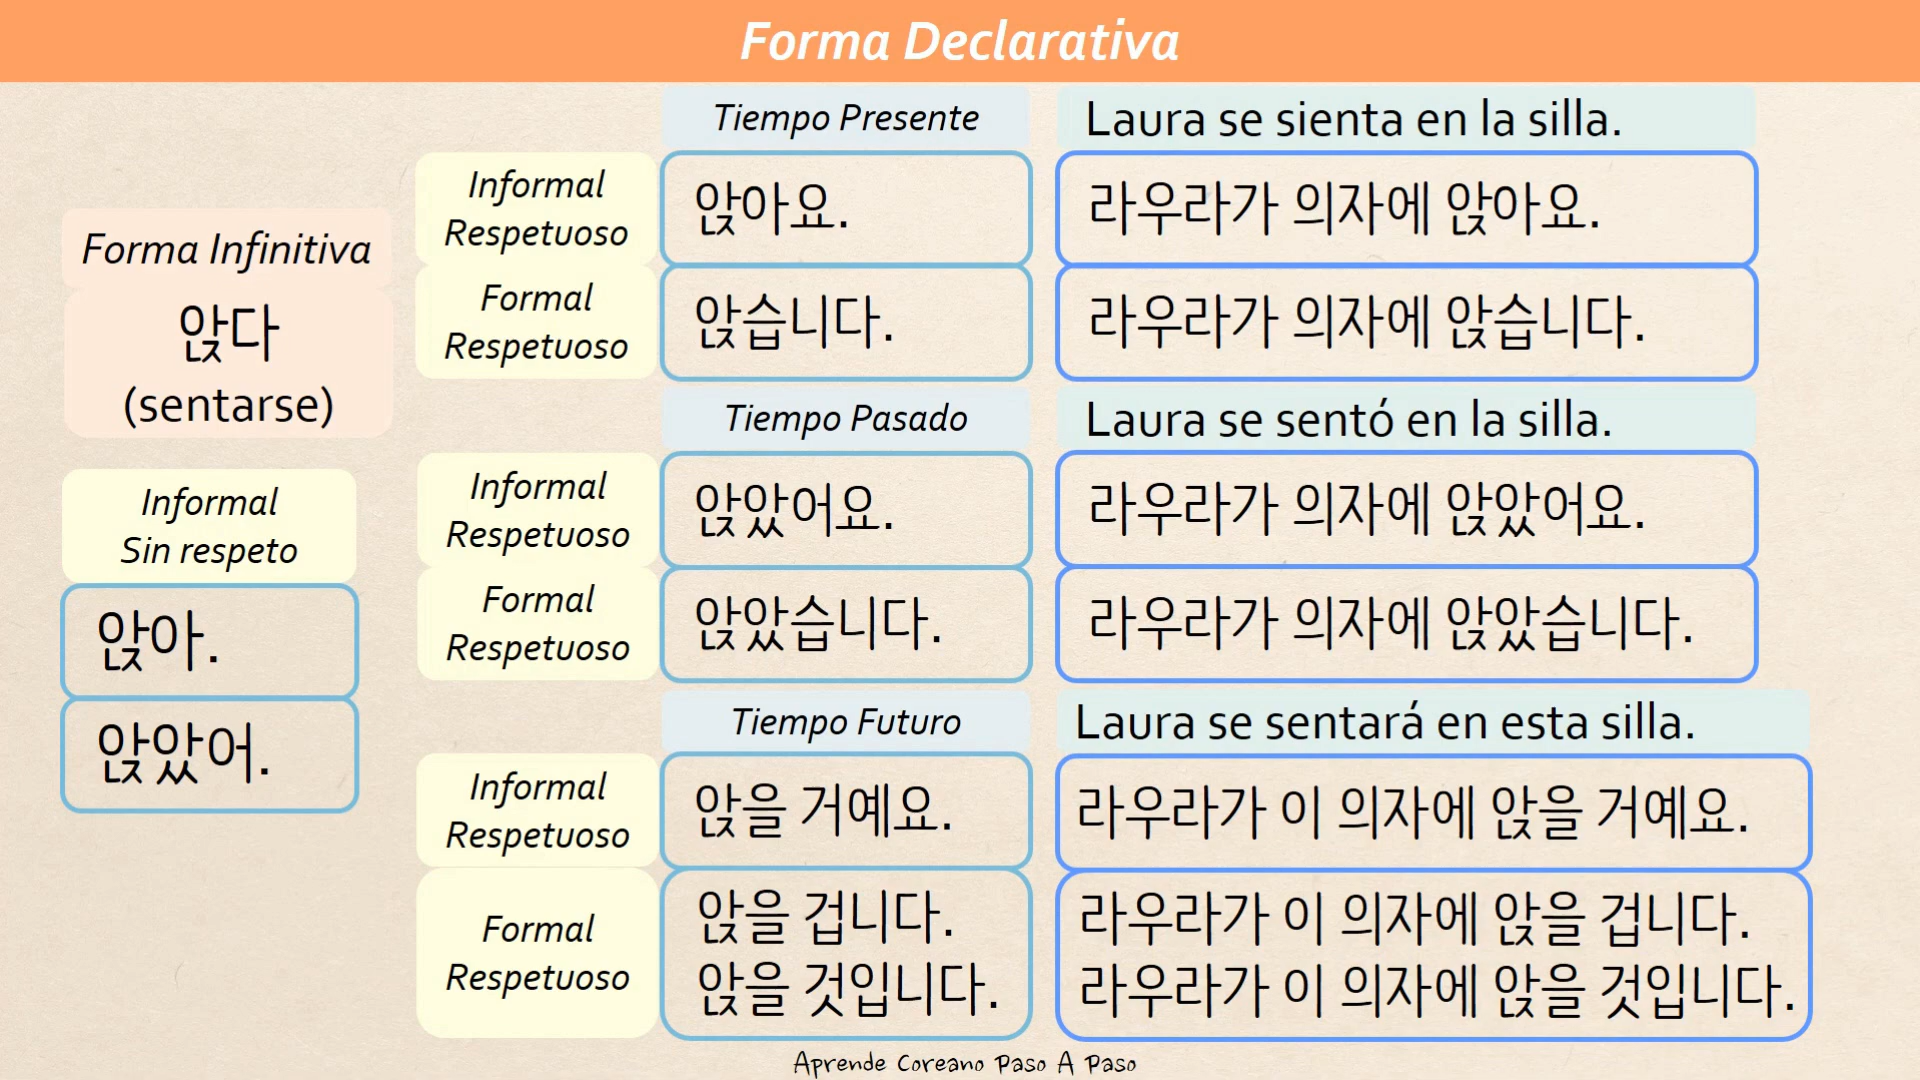 Forma Declarativa
Forma Infinitiva
앉다
(sentarse)
Informal
Sin respeto
앉아.
앉았어.
Tiempo Presente
Laura se sienta en la silla.
Informal
Respetuoso
앉아요.
라우라가 의자에 앉아요.
Formal
Respetuoso
앉습니다.
라우라가 의자에 앉습니다.
Tiempo Pasado
Laura se sentó en la silla.
Informal
Respetuoso
앉았어요.
라우라가 의자에 앉았어요.
Formal
Respetuoso
앉았습니다.
라우라가 의자에 앉았습니다.
Tiempo Futuro
Laura se sentará en esta silla.
Informal
Respetuoso
앉을 거예요.
라우라가 이 의자에 앉을 거예요.
Formal
Respetuoso
앉을 겁니다.
앉을 것입니다.
라우라가 이 의자에 앉을 겁니다.
라우라가 이 의자에 앉을 것입니다.
Aprende Coreano Paso A Paso